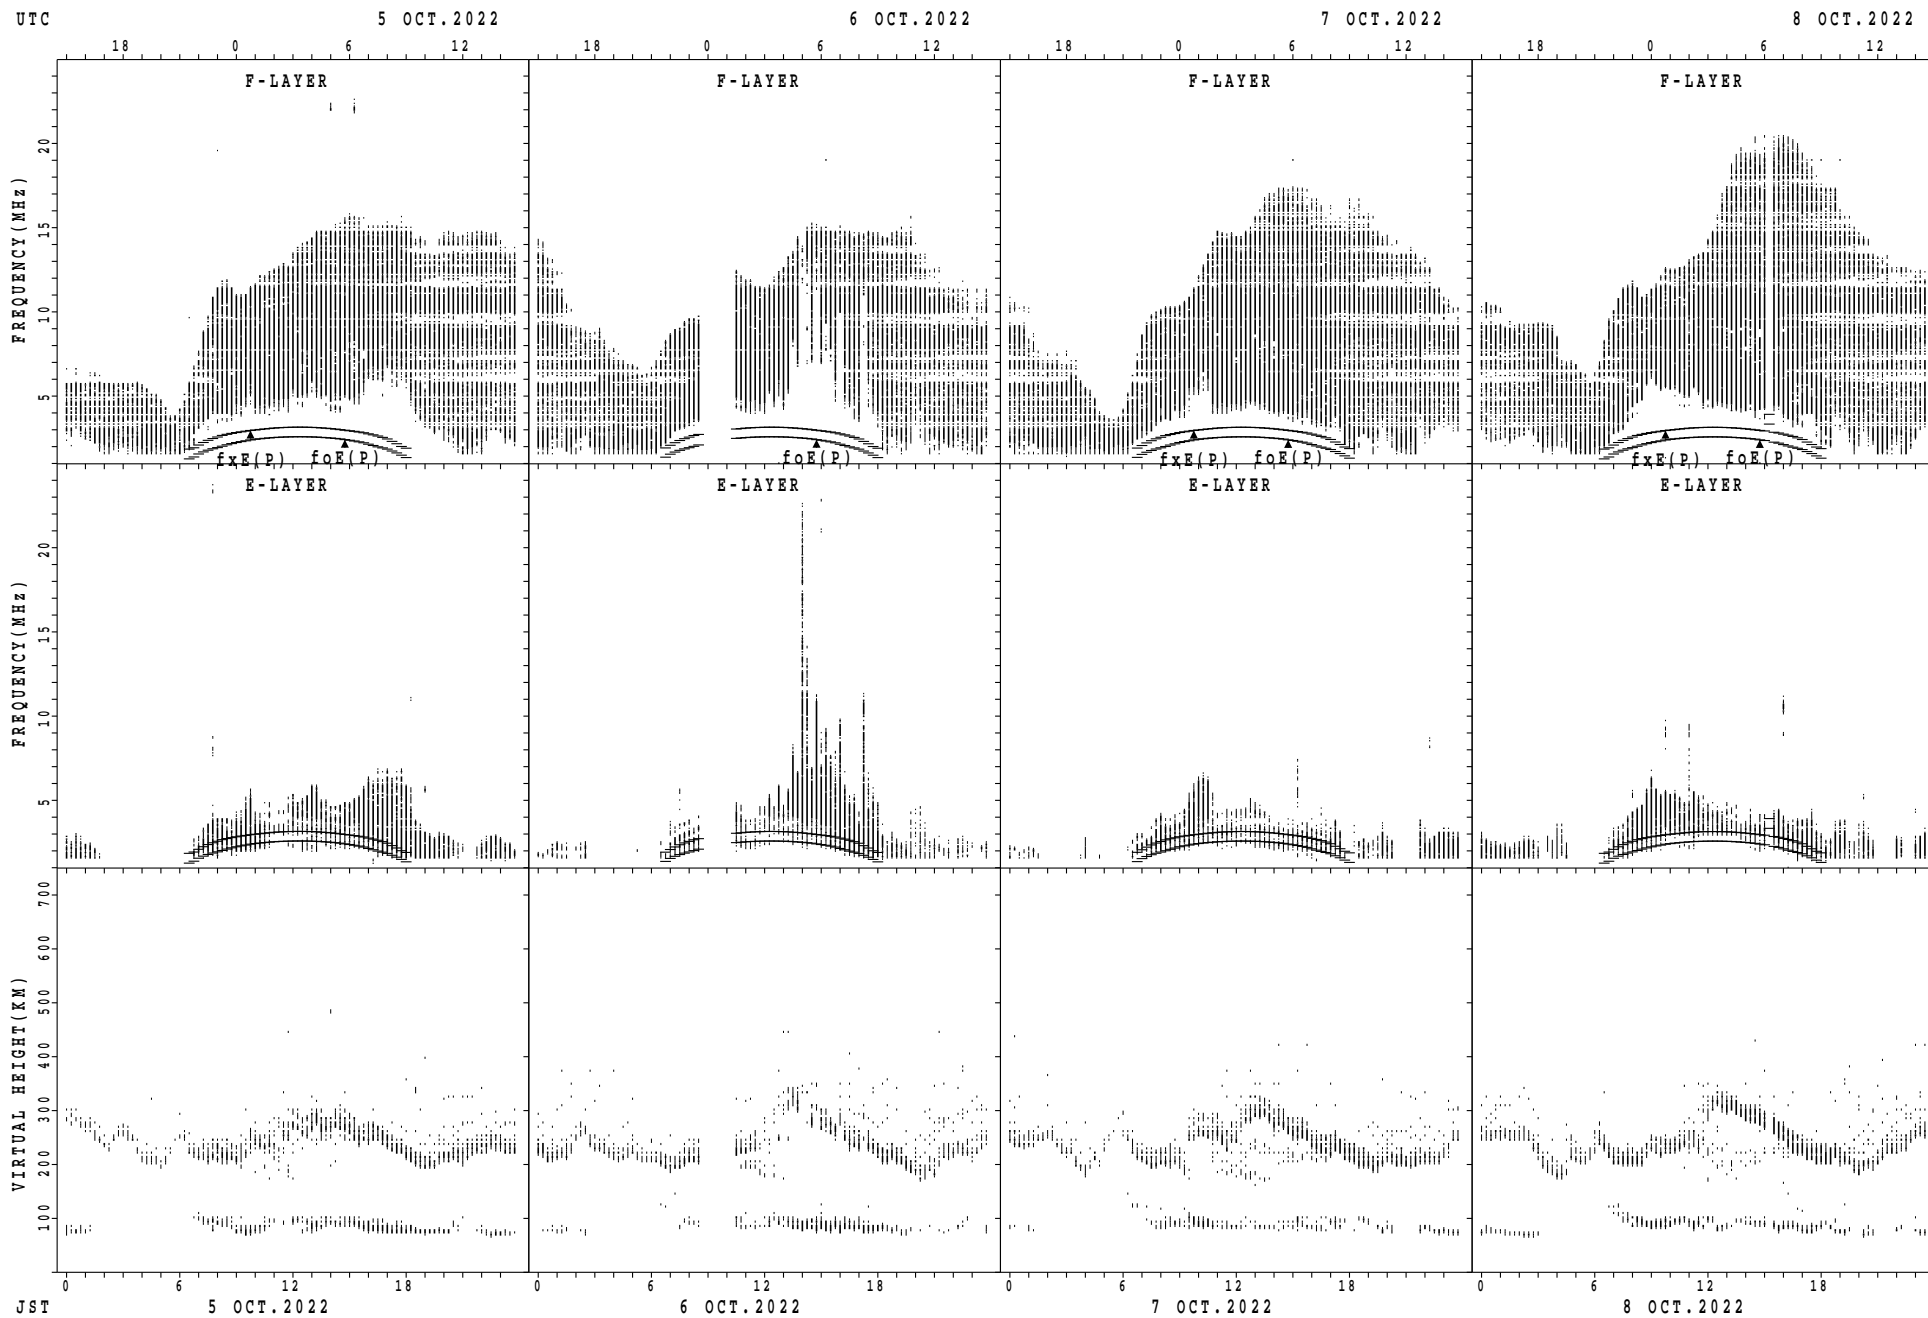 UTC 5 OCT.2022 6 OCT.2022 7 OCT.2022 8 OCT.2022
18 0 6 12 18 0 6 12 18 0 6 12 18 0 6 12
F-LAYER F-LAYER F-LAYER F-LAYER
FREQUENCY(MHz)
20
15
10
5
fxE(P) foE(P) foE(P) fxE(P) foE(P) fxE(P) foE(P)
E-LAYER E-LAYER E-LAYER E-LAYER
FREQUENCY(MHz)
20
15
10
5
VIRTUAL HEIGHT(KM)
700
600
500
400
300
200
100
0 6 12 18 0 6 12 18 0 6 12 18 0 6 12 18
JST 5 OCT.2022 6 OCT.2022 7 OCT.2022 8 OCT.2022